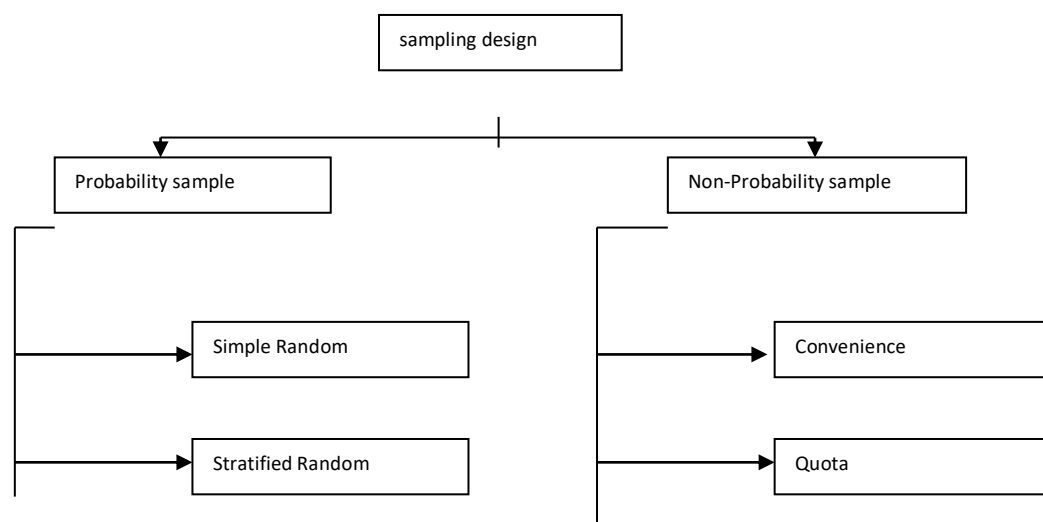 sampling design
Probability sample
Non-Probability sample
Simple Random
Convenience
Stratified Random
Quota